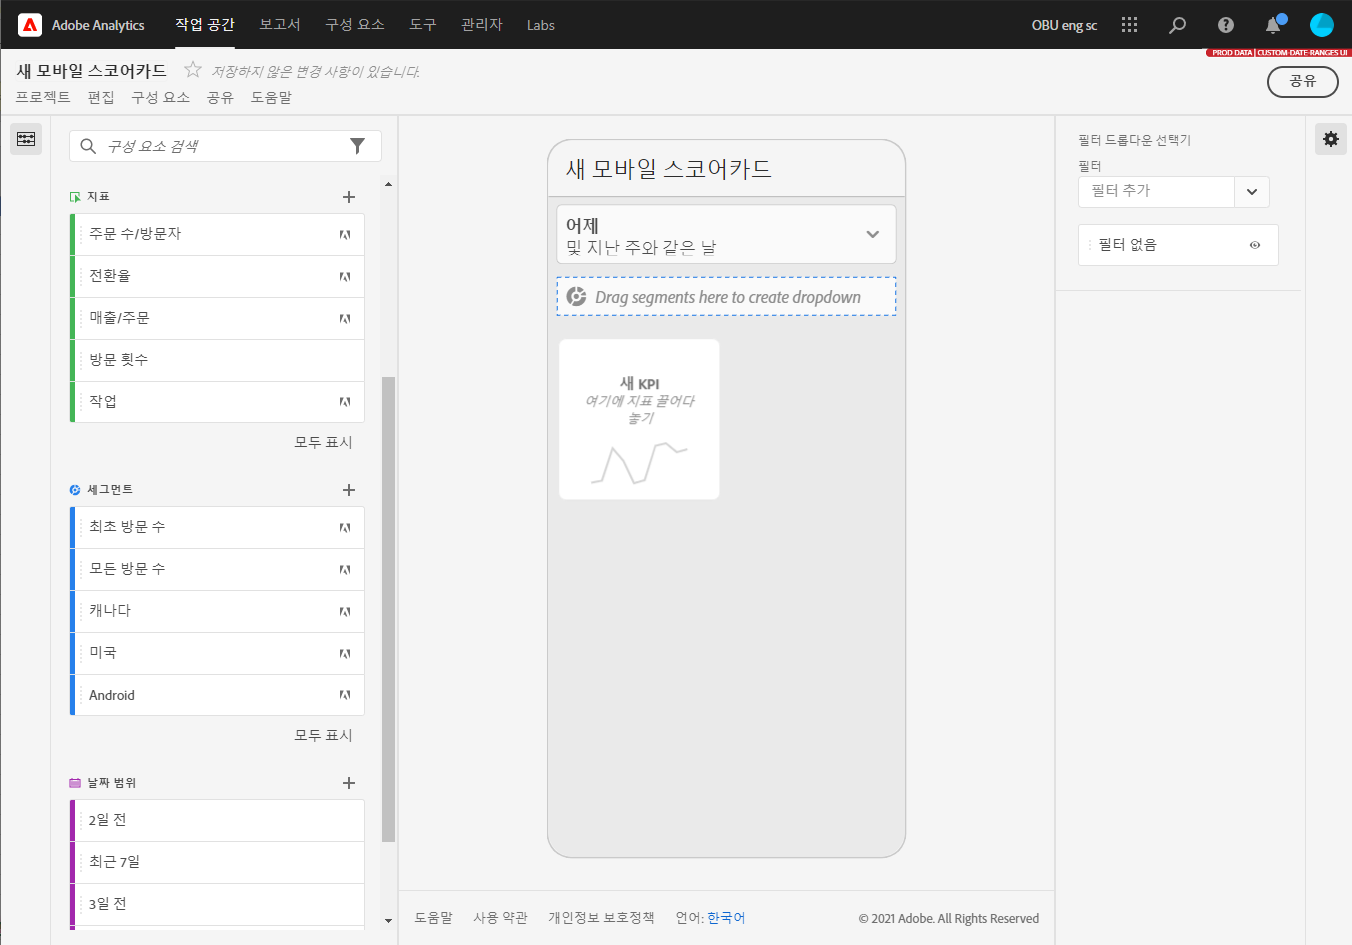 Adobe Analytics 작업 공간 보고서 구성 요소 도구 관리자 Labs OBU eng sc
PROD DATA | CUSTOM-DATE-RANGES UI
새 모바일 스코어카드 저장하지 않은 변경 사항이 있습니다.
프로젝트 편집 구성 요소 공유 도움말
공유
구성 요소 검색
지표
주문 수/방문자
전환율
매출/주문
방문 횟수
작업
모두 표시
세그먼트
최초 방문 수
모든 방문 수
캐나다
미국
Android
모두 표시
날짜 범위
2일 전
최근 7일
3일 전
새 모바일 스코어카드
어제
및 지난 주와 같은 날
Drag segments here to create dropdown
새 KPI
여기에 지표 끌어다
놓기
필터 드롭다운 선택기
필터
필터 추가
필터 없음
도움말 사용 약관 개인정보 보호정책 언어: 한국어
© 2021 Adobe. All Rights Reserved